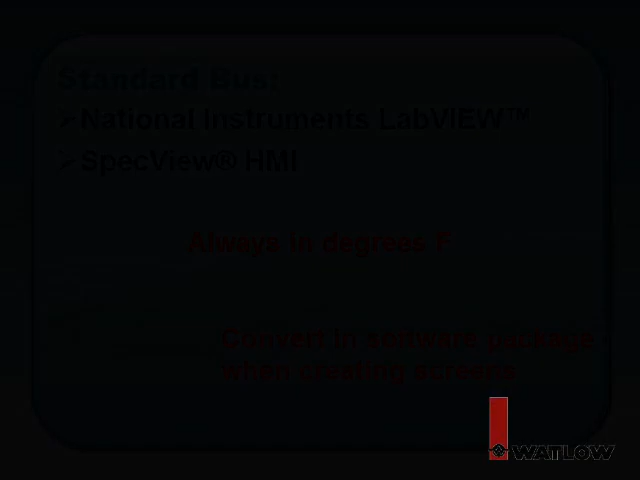 Standard Bus:
➢National Instruments LabVIEW™
➢SpecView® HMI
Always in degrees F
Convert in software package
when creating screens
WATLOW